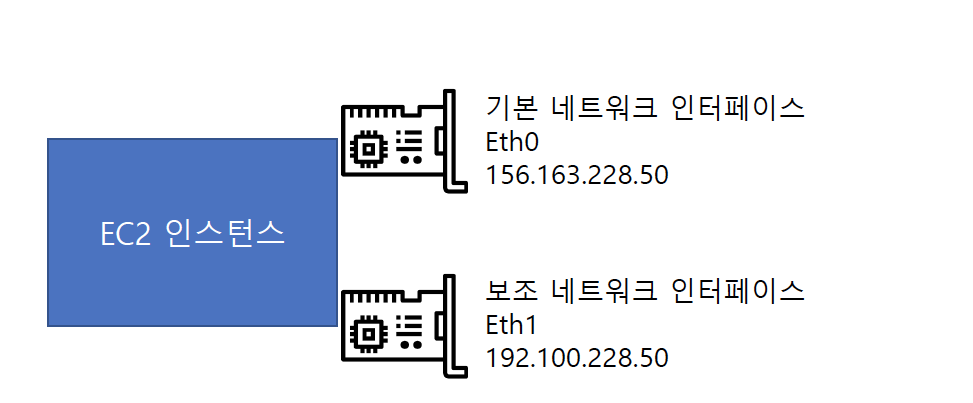 기본 네트워크 인터페이스
Eth0
156.163.228.50
EC2 인스턴스
보조 네트워크 인터페이스
Eth1
192.100.228.50